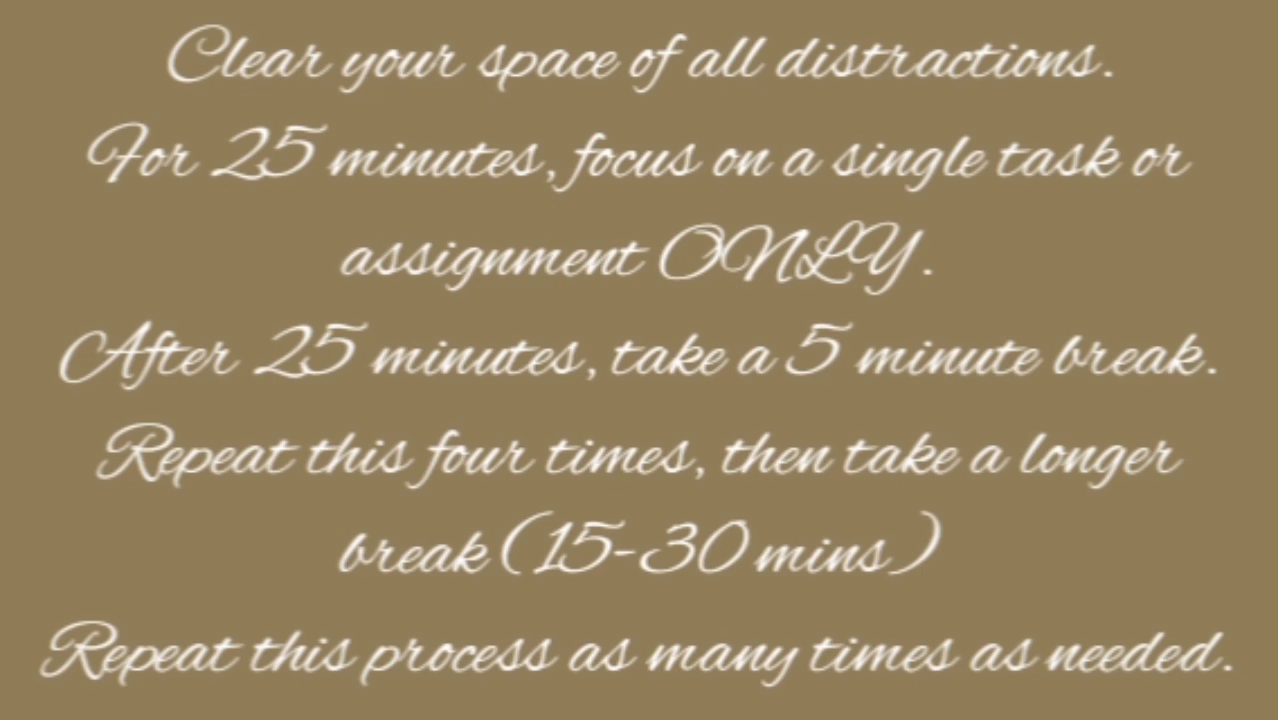 Clear your space of all distractions.
For 25 minutes, focus on a single task or
assignment ONLY.
After 25 minutes, take a 5 minute break.
Repeat this four times, then take a longer
break (15-30 mins)
Repeat this process as many times as needed.